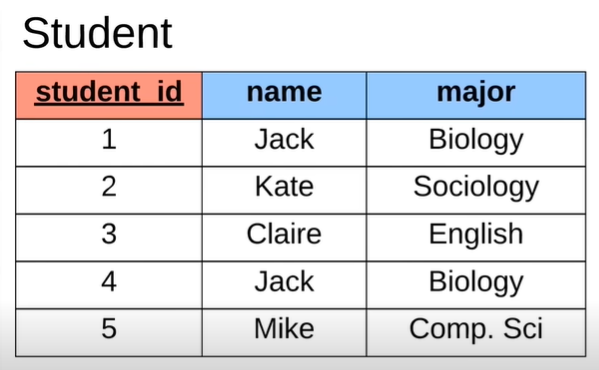 Student
student_id name major
1 Jack Biology
2 Kate Sociology
3 Claire English
4 Jack Biology
5 Mike Comp. Sci